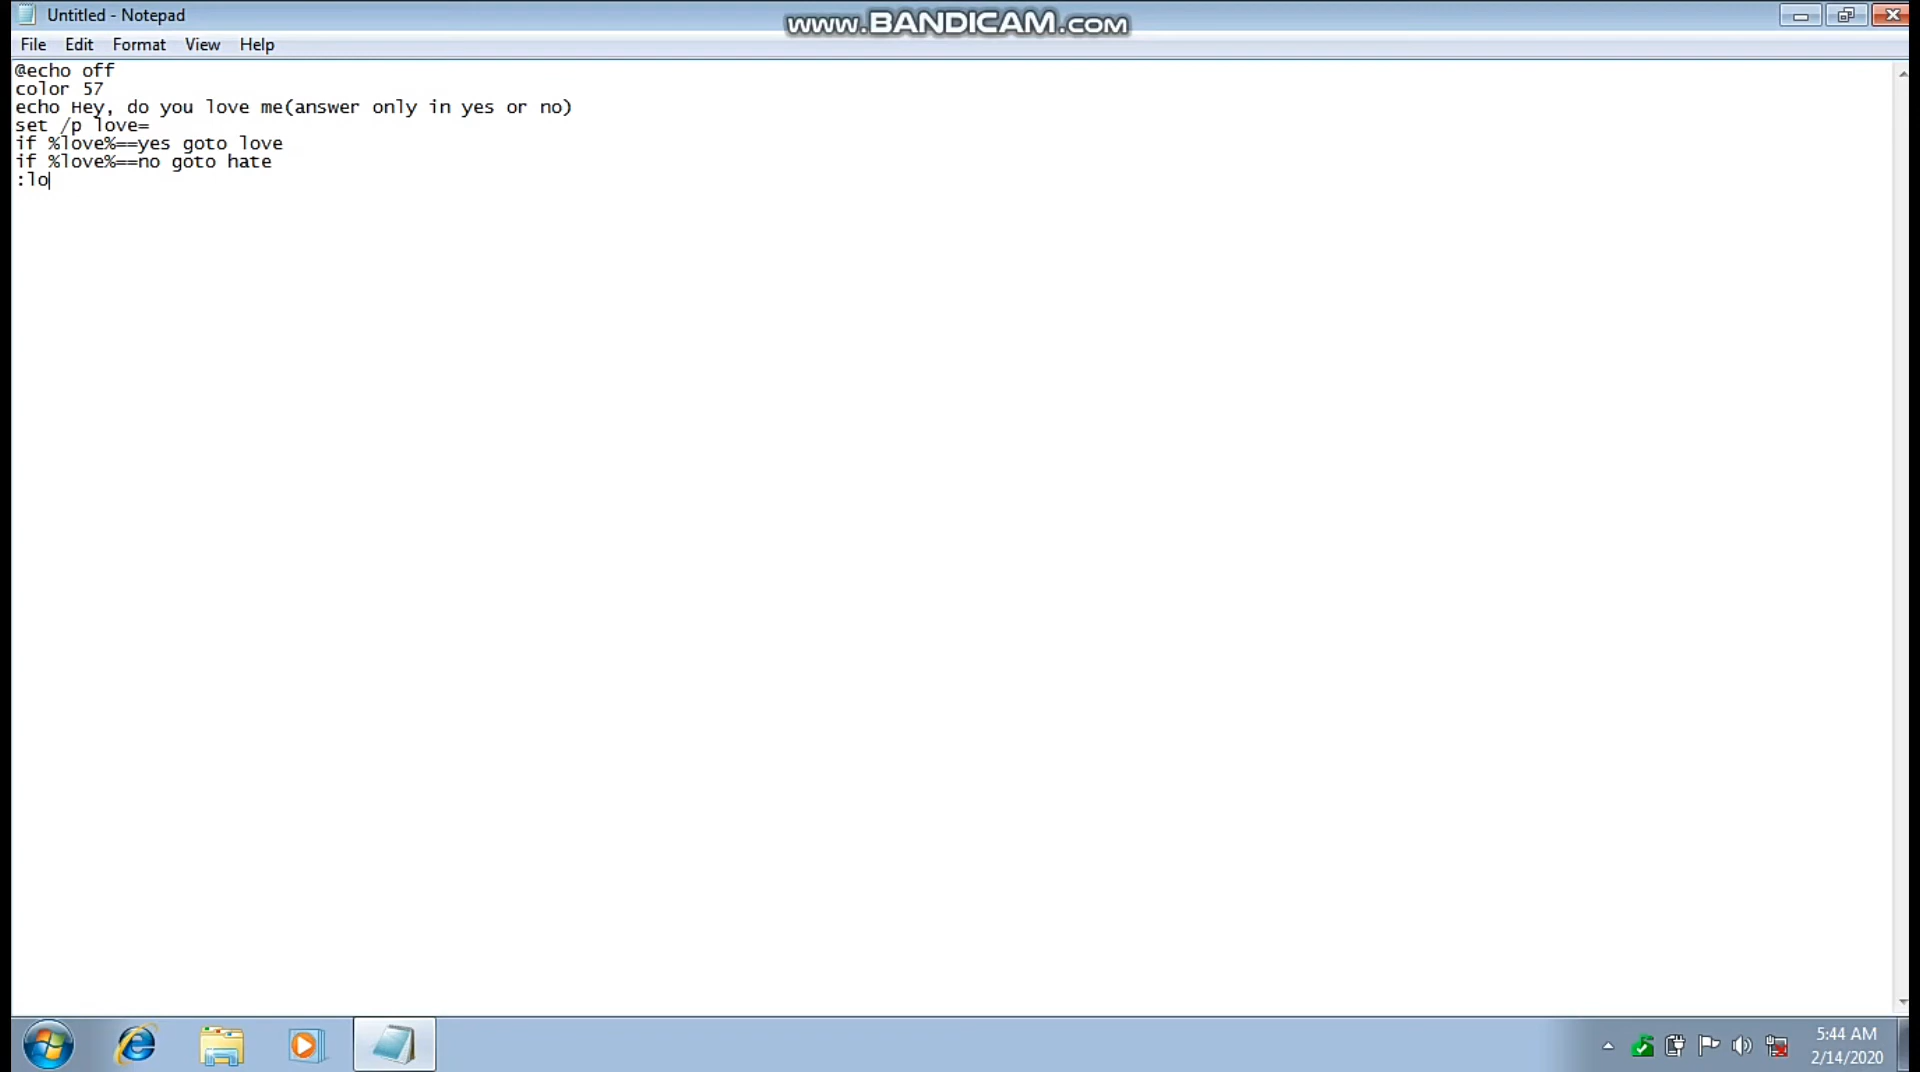 Untitled - Notepad
www.BANDICAM.com
File Edit Format View Help
@echo off
color 57
echo Hey, do you love me(answer only in yes or no)
set /p love=
if %love%==yes goto love
if %love%==no goto hate
:lo
5:44 AM
2/14/2020